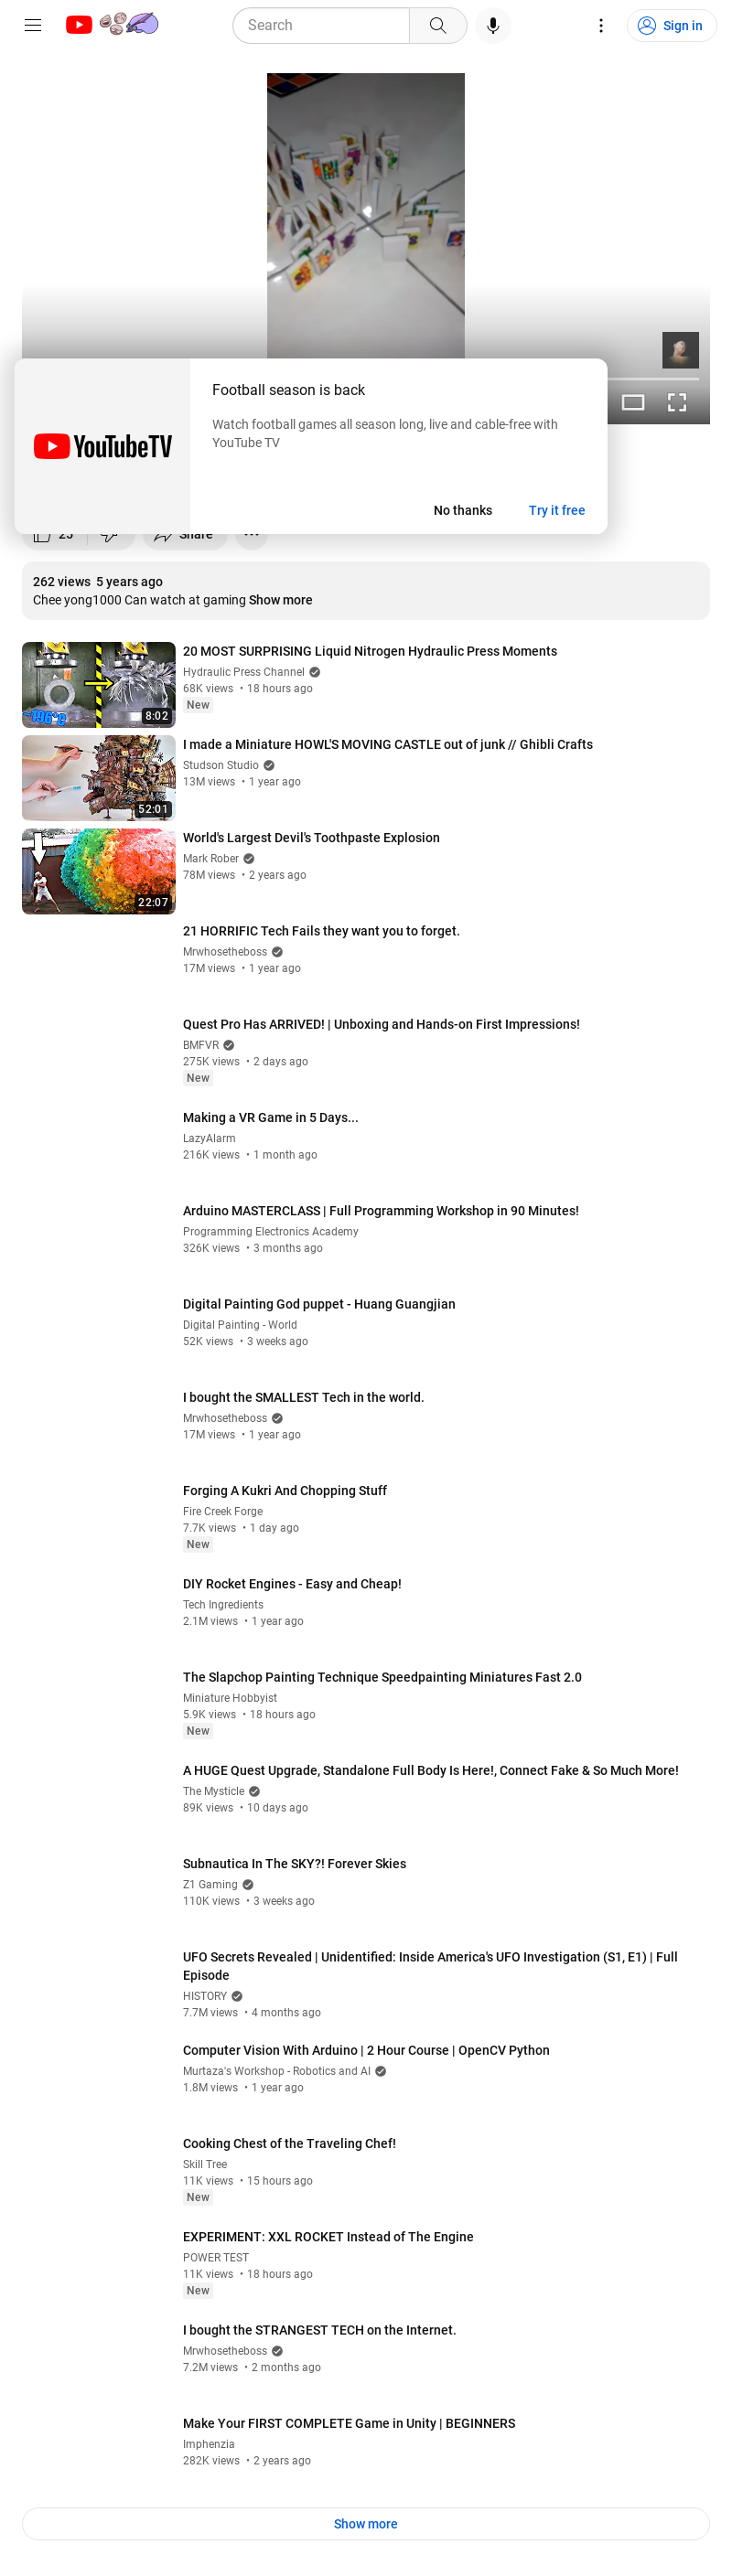 Search
Sign in
Football season is back
Watch football games all season long, live and cable-free with
YouTube TV
YouTubeTV
No thanks
Try it free
25
Share
262 views 5 years ago
Chee yong1000 Can watch at gaming Show more
20 MOST SURPRISING Liquid Nitrogen Hydraulic Press Moments
Hydraulic Press Channel
68K views • 18 hours ago
New
-196°c
8:02
I made a Miniature HOWL'S MOVING CASTLE out of junk // Ghibli Crafts
Studson Studio
13M views • 1 year ago
52:01
World's Largest Devil's Toothpaste Explosion
Mark Rober
78M views • 2 years ago
22:07
21 HORRIFIC Tech Fails they want you to forget.
Mrwhosetheboss
17M views • 1 year ago
Quest Pro Has ARRIVED! | Unboxing and Hands-on First Impressions!
BMFVR
275K views • 2 days ago
New
Making a VR Game in 5 Days...
LazyAlarm
216K views • 1 month ago
Arduino MASTERCLASS | Full Programming Workshop in 90 Minutes!
Programming Electronics Academy
326K views • 3 months ago
Digital Painting God puppet - Huang Guangjian
Digital Painting - World
52K views • 3 weeks ago
I bought the SMALLEST Tech in the world.
Mrwhosetheboss
17M views • 1 year ago
Forging A Kukri And Chopping Stuff
Fire Creek Forge
7.7K views • 1 day ago
New
DIY Rocket Engines - Easy and Cheap!
Tech Ingredients
2.1M views • 1 year ago
The Slapchop Painting Technique Speedpainting Miniatures Fast 2.0
Miniature Hobbyist
5.9K views • 18 hours ago
New
A HUGE Quest Upgrade, Standalone Full Body Is Here!, Connect Fake & So Much More!
The Mysticle
89K views • 10 days ago
Subnautica In The SKY?! Forever Skies
Z1 Gaming
110K views • 3 weeks ago
UFO Secrets Revealed | Unidentified: Inside America's UFO Investigation (S1, E1) | Full
Episode
HISTORY
7.7M views • 4 months ago
Computer Vision With Arduino | 2 Hour Course | OpenCV Python
Murtaza's Workshop - Robotics and AI
1.8M views • 1 year ago
Cooking Chest of the Traveling Chef!
Skill Tree
11K views • 15 hours ago
New
EXPERIMENT: XXL ROCKET Instead of The Engine
POWER TEST
11K views • 18 hours ago
New
I bought the STRANGEST TECH on the Internet.
Mrwhosetheboss
7.2M views • 2 months ago
Make Your FIRST COMPLETE Game in Unity | BEGINNERS
Imphenzia
282K views • 2 years ago
Show more